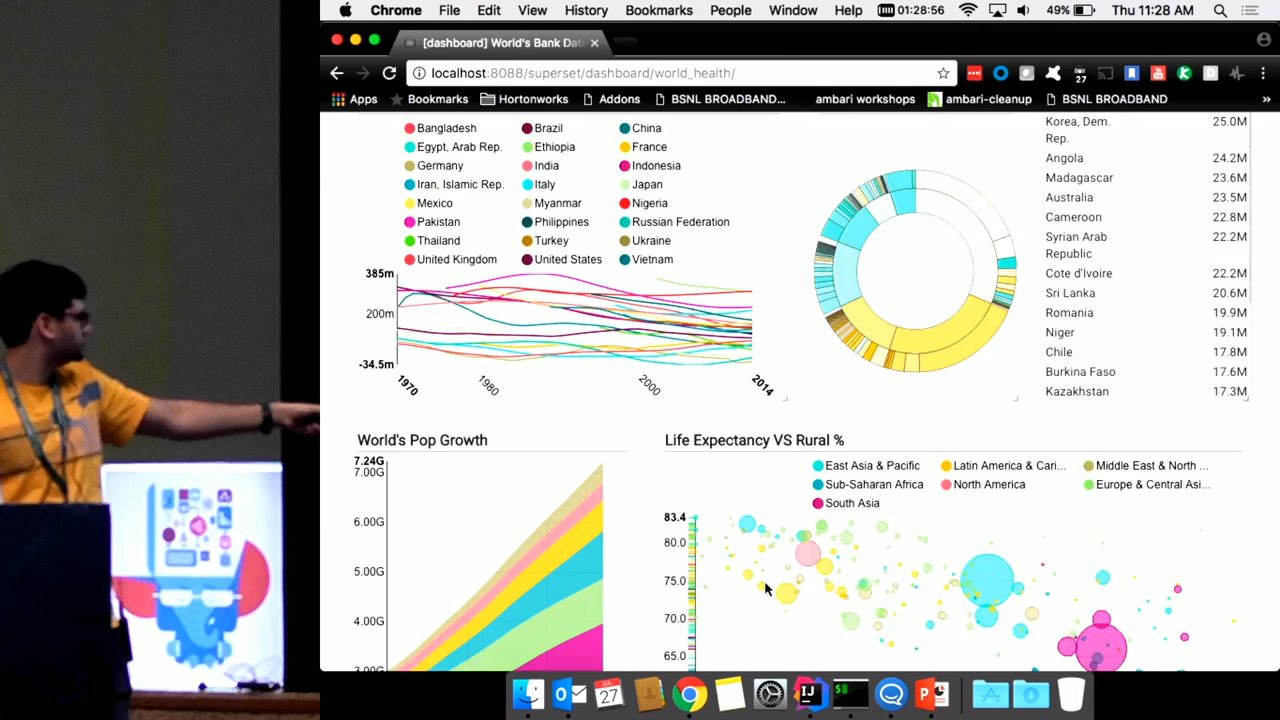 Chrome File Edit View History Bookmarks People Window Help 01:28:56 49% Thu 11:28 AM
[dashboard] World's Bank Dat
localhost:8088/superset/dashboard/world_health/
27
Apps Bookmarks Hortonworks Addons BSNL BROADBAND... ambari workshops ambari-cleanup BSNL BROADBAND »
Bangladesh Brazil China
Egypt, Arab Rep. Ethiopia France
Germany India Indonesia
Iran, Islamic Rep. Italy Japan
Mexico Myanmar Nigeria
Pakistan Philippines Russian Federation
Thailand Turkey Ukraine
United Kingdom United States Vietnam
385m
200m
-34.5m
1970 1980 2000 2014
Korea, Dem. Rep. 25.0M
Angola 24.2M
Madagascar 23.6M
Australia 23.5M
Cameroon 22.8M
Syrian Arab Republic 22.2M
Cote d'Ivoire 22.2M
Sri Lanka 20.6M
Romania 19.9M
Niger 19.1M
Chile 17.8M
Burkina Faso 17.6M
Kazakhstan 17.3M
World's Pop Growth
7.24G
7.00G
6.00G
5.00G
4.00G
3.00G
Life Expectancy VS Rural %
East Asia & Pacific Latin America & Cari... Middle East & North ...
Sub-Saharan Africa North America Europe & Central Asi...
South Asia
83.4
80.0
75.0
70.0
65.0
JUL
27
IJ